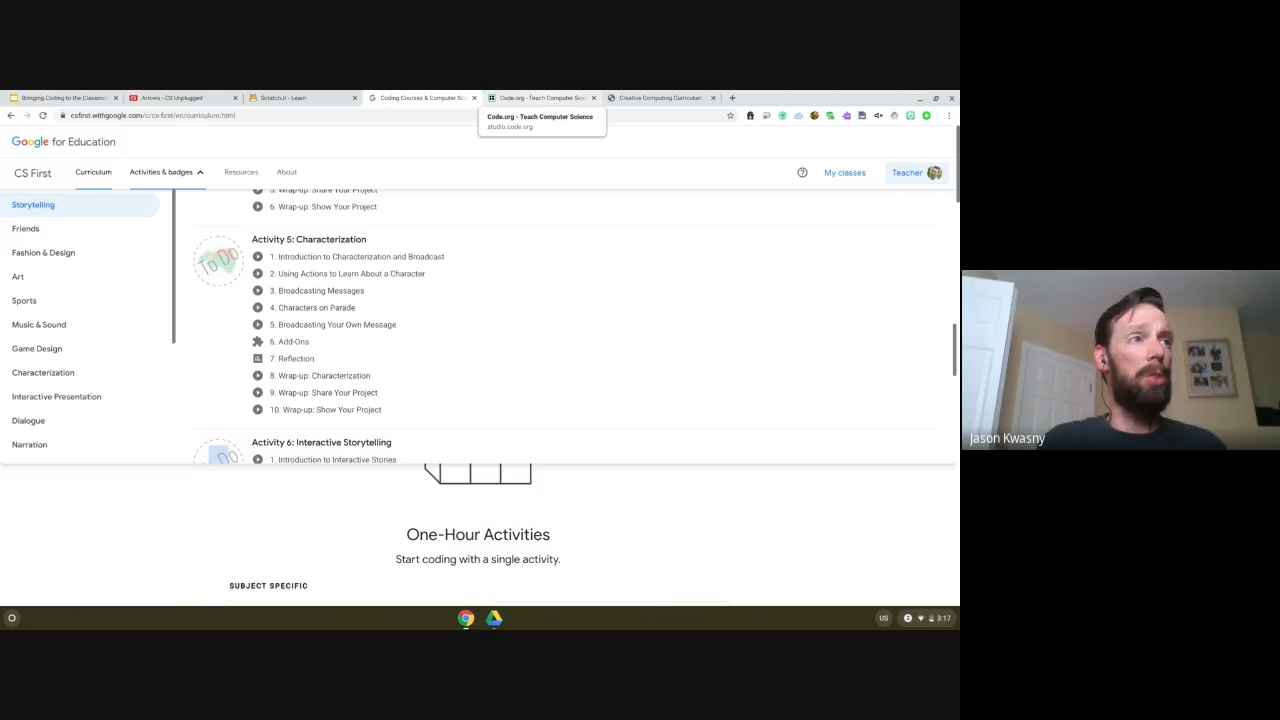 Bringing Coding to the Classroom
Arrows - CS Unplugged
ScratchJr - Learn
Coding Courses & Computer Sci
Code.org - Teach Computer Scie
Creative Computing Curriculum
csfirst.withgoogle.com/c/cs-first/en/curriculum.html
Code.org - Teach Computer Science
studio.code.org
Google for Education
CS First
Curriculum
Activities & badges
Resources
About
My classes
Teacher
Storytelling
Friends
Fashion & Design
Art
Sports
Music & Sound
Game Design
Characterization
Interactive Presentation
Dialogue
Narration
5. Wrap-up: Share Your Project
6. Wrap-up: Show Your Project
To Do
Activity 5: Characterization
1. Introduction to Characterization and Broadcast
2. Using Actions to Learn About a Character
3. Broadcasting Messages
4. Characters on Parade
5. Broadcasting Your Own Message
6. Add-Ons
7. Reflection
8. Wrap-up: Characterization
9. Wrap-up: Share Your Project
10. Wrap-up: Show Your Project
Activity 6: Interactive Storytelling
1. Introduction to Interactive Stories
One-Hour Activities
Start coding with a single activity.
SUBJECT SPECIFIC
US
3:17
Jason Kwasny